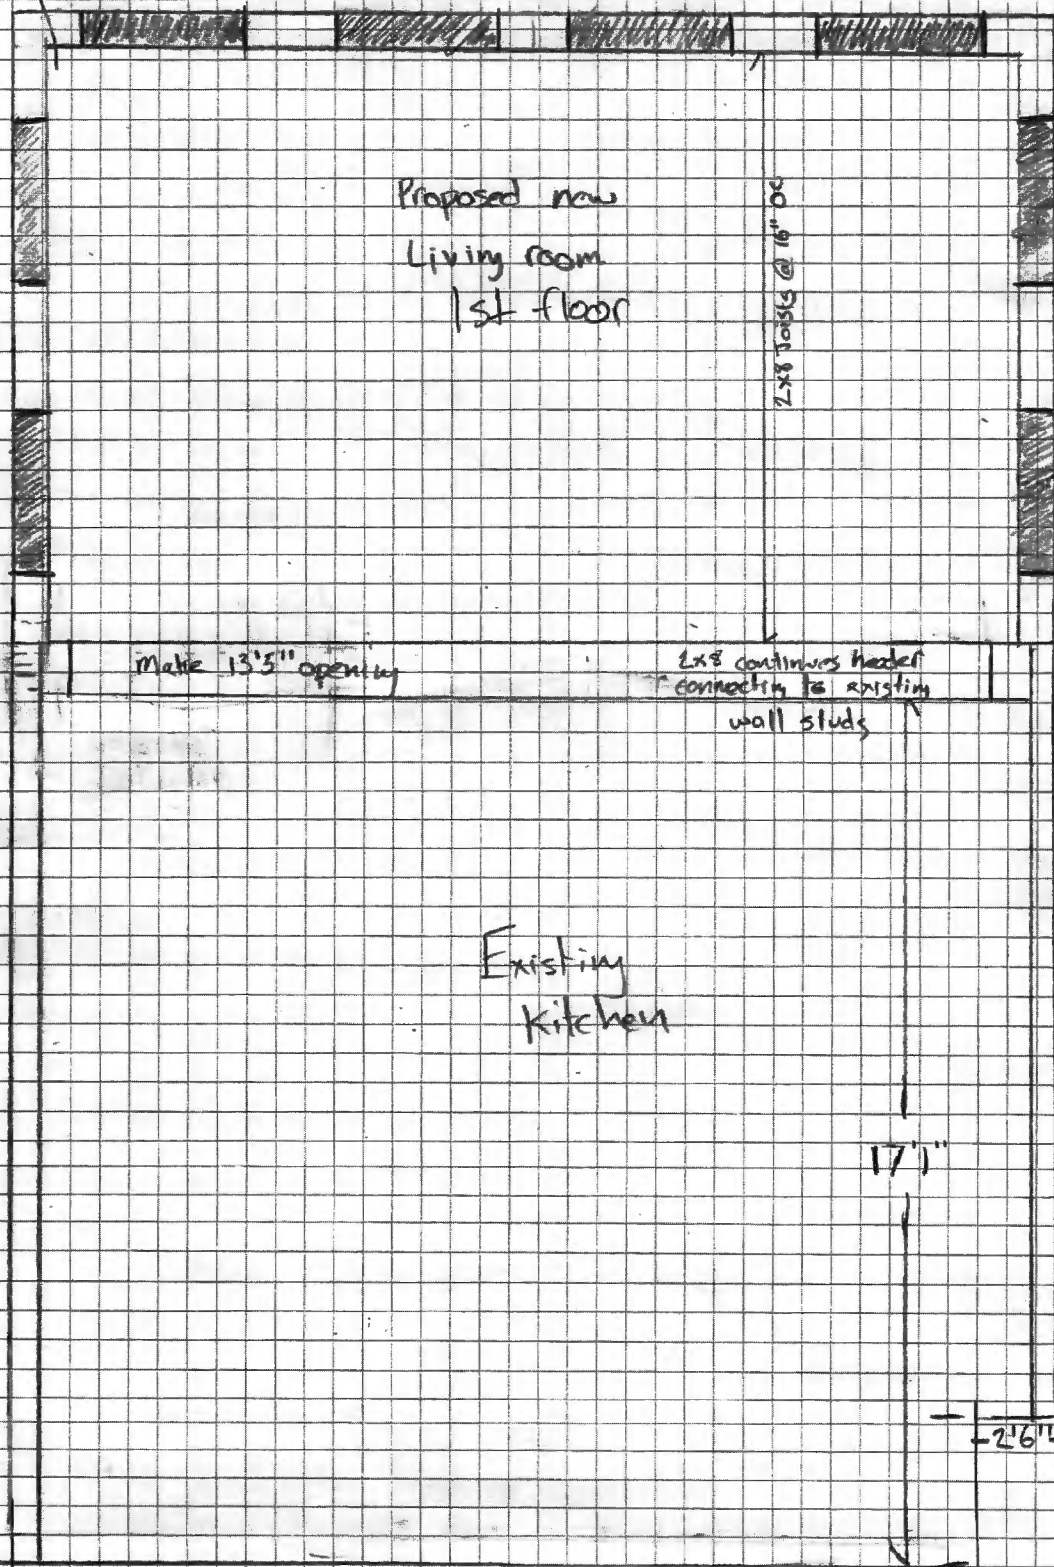 Proposed new
Living room
1st floor
2x8 Joists @ 16" OC
Make 13'5" opening
2x8 continues header
connecting to existing
wall studs
Existing
Kitchen
17'1"
2'6"